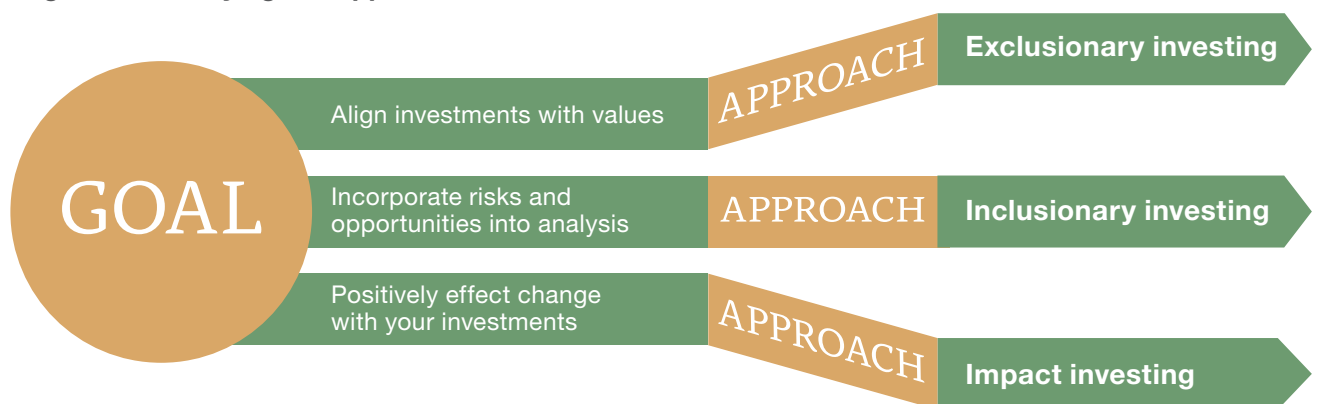 GOAL
Align investments with values
APPROACH
Exclusionary investing
Incorporate risks and
opportunities into analysis
APPROACH
Inclusionary investing
Positively effect change
with your investments
APPROACH
Impact investing